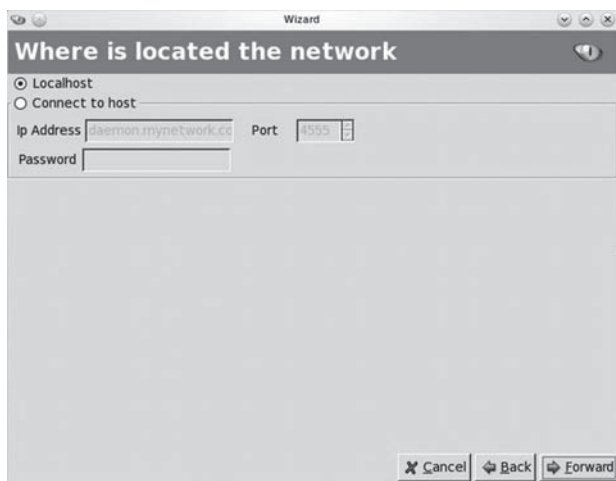 Wizard
Where is located the network
Localhost
Connect to host
Ip Address daemon.mynetwork.cc Port 4555
Password
Cancel Back Forward